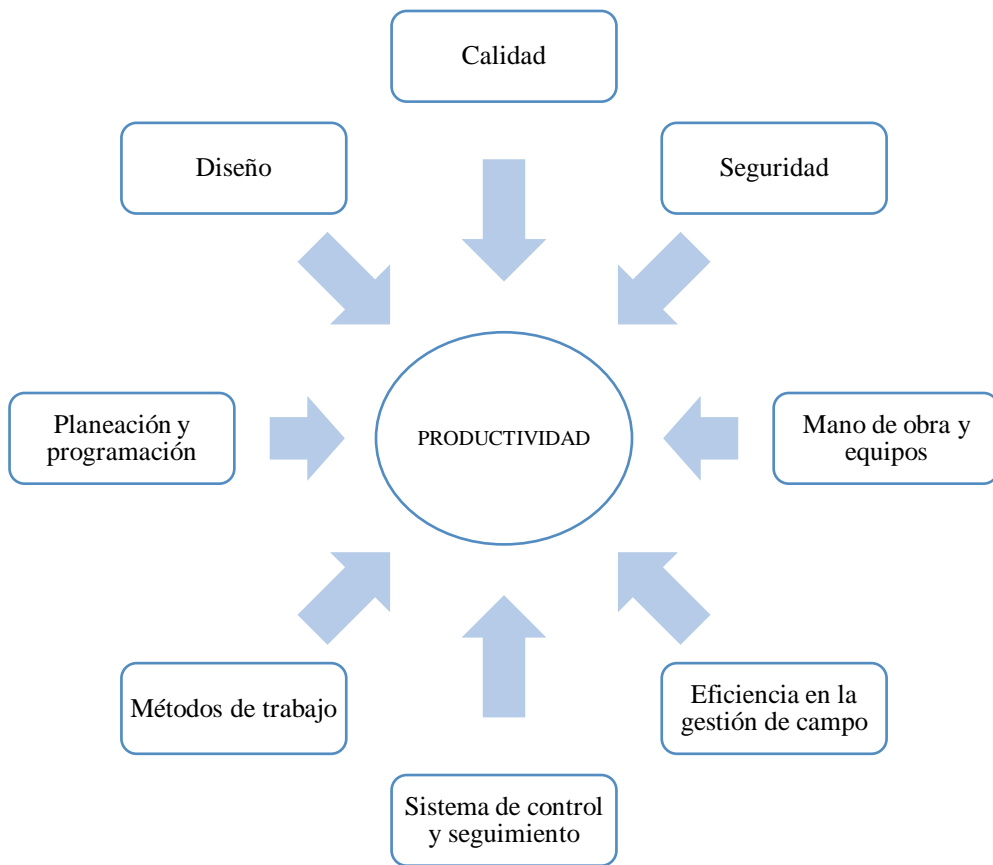 Calidad
Diseño
Seguridad
Planeación y
programación
PRODUCTIVIDAD
Mano de obra y
equipos
Métodos de trabajo
Eficiencia en la
gestión de campo
Sistema de control
y seguimiento